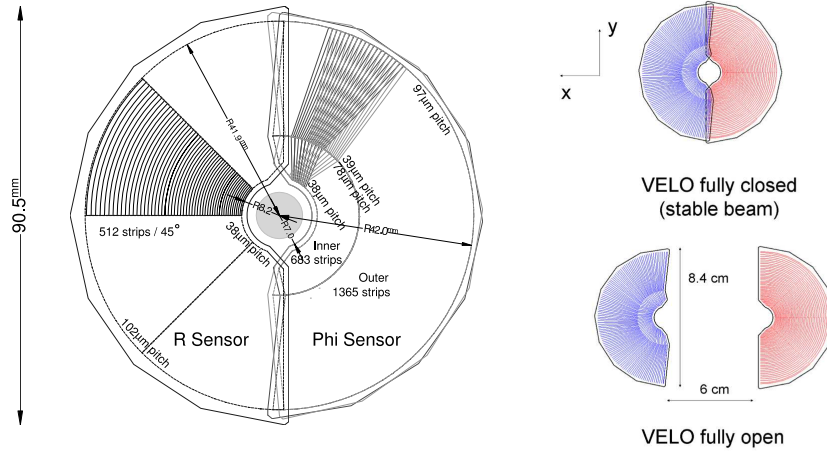 90.5mm
R41.9mm
97μm pitch
39μm pitch
78μm pitch
38μm pitch
R8.2
R42.0mm
R7.0
512 strips / 45°
38μm pitch
Inner
683 strips
Outer
1365 strips
102μm pitch
R Sensor
Phi Sensor
y
x
VELO fully closed
(stable beam)
8.4 cm
6 cm
VELO fully open